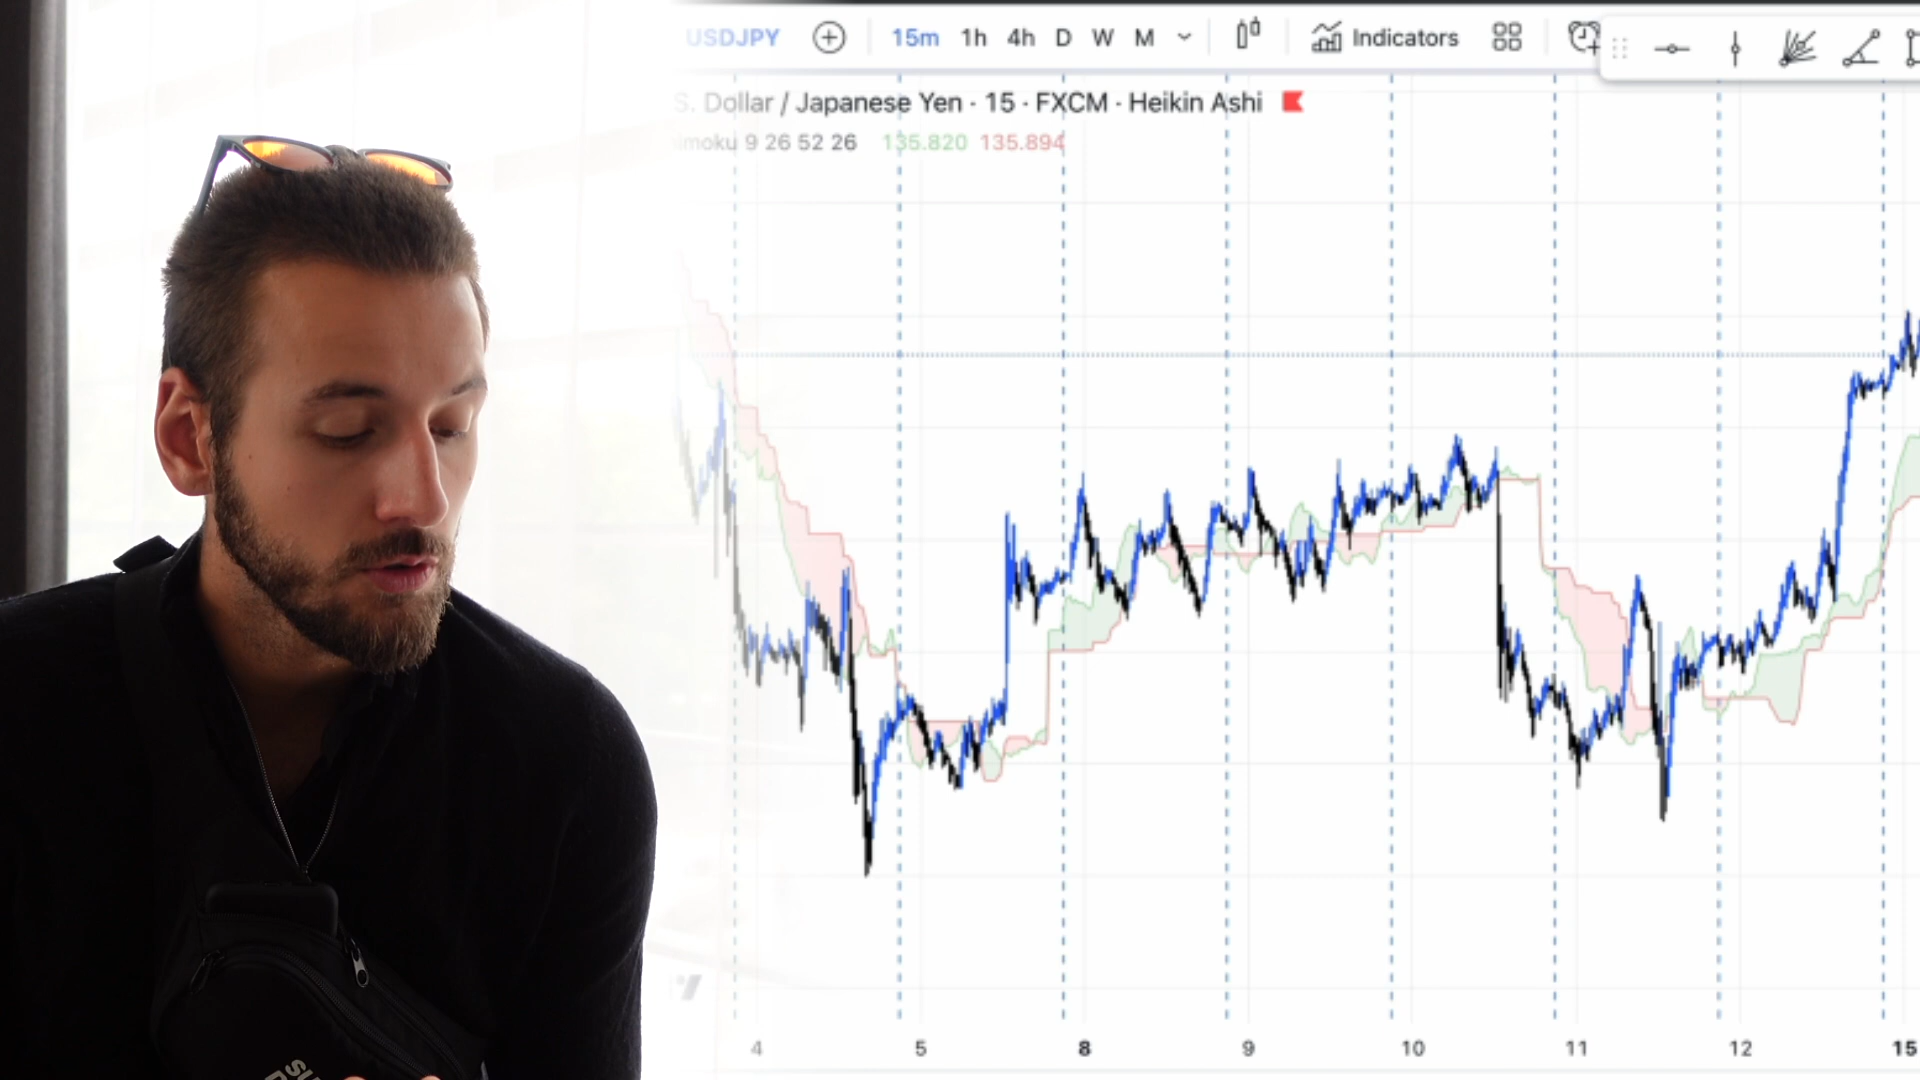 USDJPY 15m 1h 4h D W M Indicators
S. Dollar / Japanese Yen · 15 · FXCM · Heikin Ashi
imoku 9 26 52 26 135.820 135.894
4 5 8 9 10 11 12 15